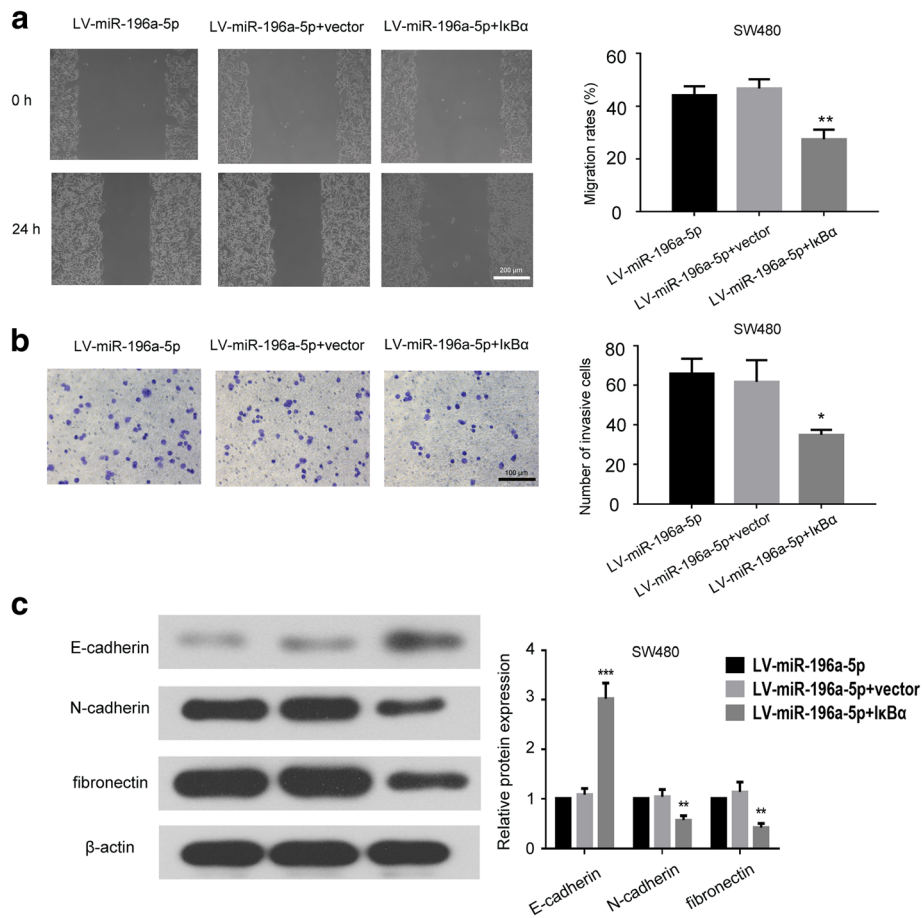 a
LV-miR-196a-5p LV-miR-196a-5p+vector LV-miR-196a-5p+IκBα
0 h
24 h
200 μm
SW480
Migration rates (%)
60
40
20
0
**
LV-miR-196a-5p
LV-miR-196a-5p+vector
LV-miR-196a-5p+IκBα
b
LV-miR-196a-5p LV-miR-196a-5p+vector LV-miR-196a-5p+IκBα
100 μm
SW480
Number of invasive cells
80
60
40
20
0
*
LV-miR-196a-5p
LV-miR-196a-5p+vector
LV-miR-196a-5p+IκBα
c
E-cadherin
N-cadherin
fibronectin
β-actin
SW480
Relative protein expression
4
3
2
1
0
***
**
**
E-cadherin
N-cadherin
fibronectin
LV-miR-196a-5p
LV-miR-196a-5p+vector
LV-miR-196a-5p+IκBα